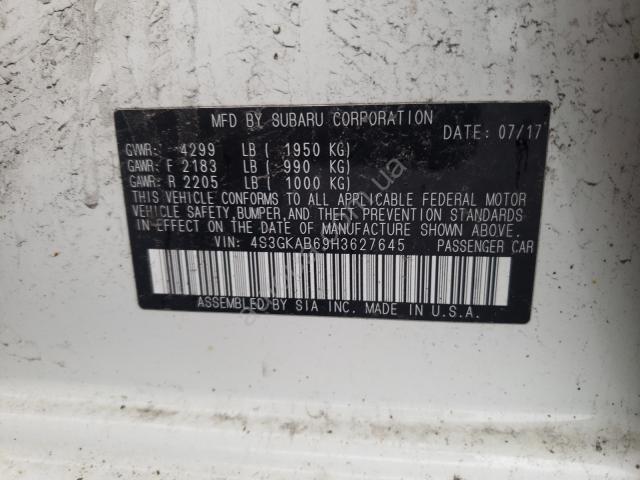 MFD BY SUBARU CORPORATION
DATE: 07/17
GVWR: 4299 LB ( 1950 KG)
GAWR: F 2183 LB ( 990 KG)
GAWR: R 2205 LB ( 1000 KG)
THIS VEHICLE CONFORMS TO ALL APPLICABLE FEDERAL MOTOR
VEHICLE SAFETY, BUMPER, AND THEFT PREVENTION STANDARDS
IN EFFECT ON THE DATE OF MANUFACTURE SHOWN ABOVE.
VIN: 4S3GKAB69H3627645 PASSENGER CAR
ASSEMBLED BY SIA INC. MADE IN U.S.A.